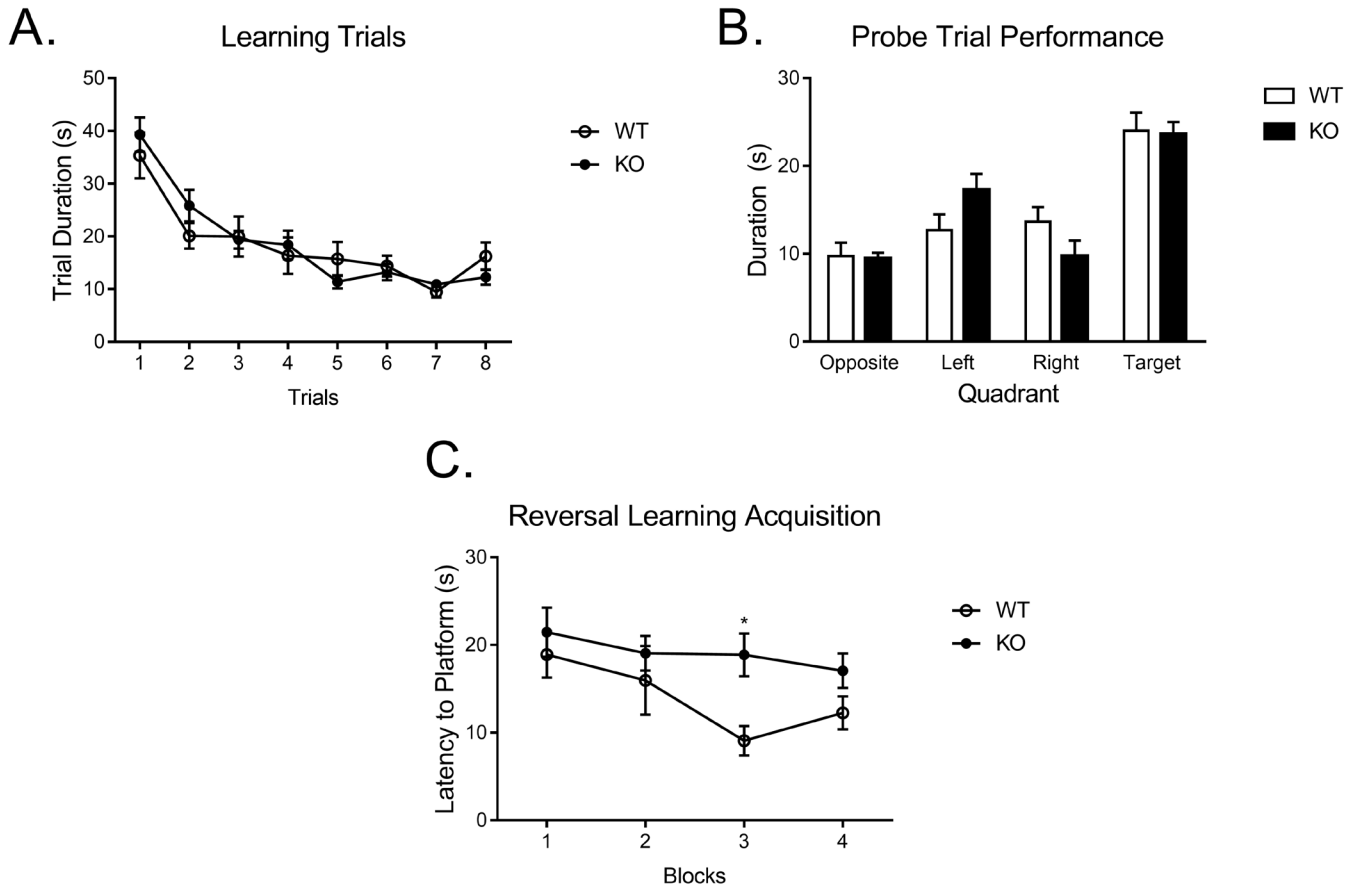 A.
Learning Trials
Trial Duration (s)
50
40
30
20
10
0
1 2 3 4 5 6 7 8
Trials
WT
KO
B.
Probe Trial Performance
Duration (s)
30
20
10
0
Opposite Left Right Target
Quadrant
WT
KO
C.
Reversal Learning Acquisition
Latency to Platform (s)
30
20
10
0
*
1 2 3 4
Blocks
WT
KO